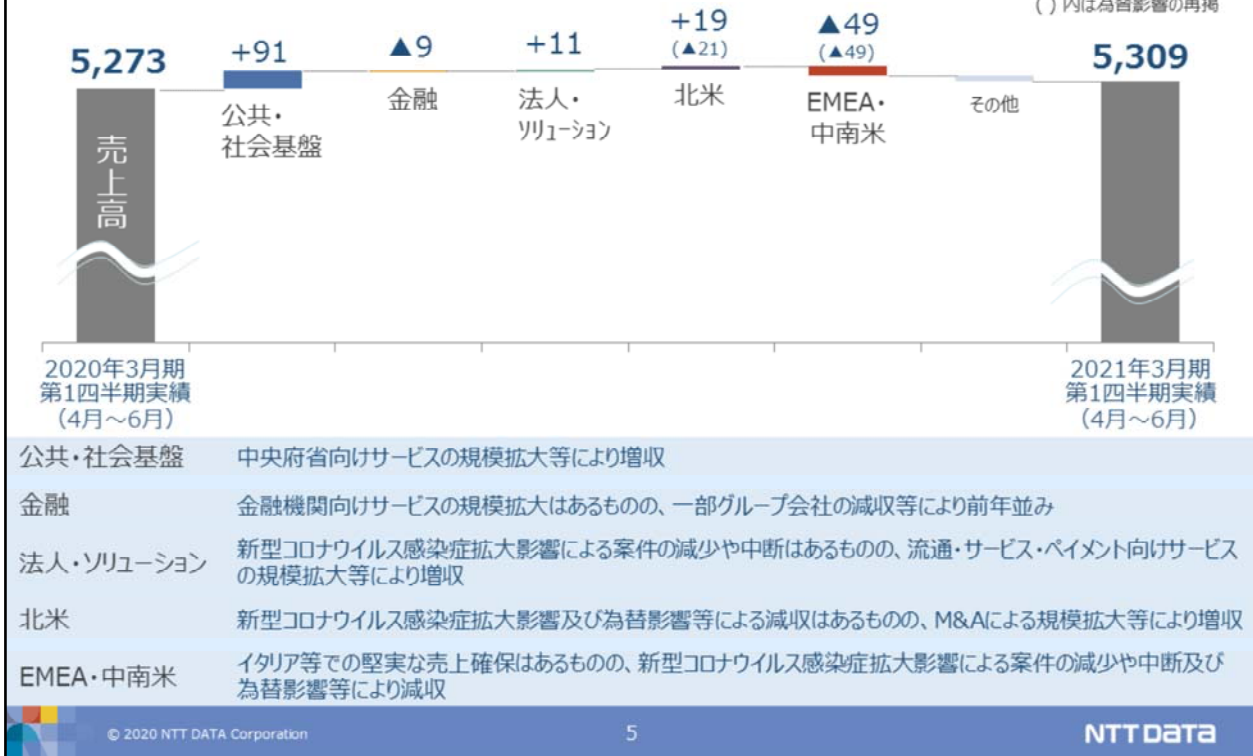 ( ) 内は為替影響の再掲
5,273
+91
▲9
+11
+19
(▲21)
▲49
(▲49)
5,309
公共・
社会基盤
金融
法人・
ソリューション
北米
EMEA・
中南米
その他
売上高
2020年3月期
第1四半期実績
(4月～6月)
2021年3月期
第1四半期実績
(4月～6月)
公共・社会基盤 中央府省向けサービスの規模拡大等により増収
金融 金融機関向けサービスの規模拡大はあるものの、一部グループ会社の減収等により前年並み
法人・ソリューション 新型コロナウイルス感染症拡大影響による案件の減少や中断はあるものの、流通・サービス・ペイメント向けサービス
の規模拡大等により増収
北米 新型コロナウイルス感染症拡大影響及び為替影響等による減収はあるものの、M&Aによる規模拡大等により増収
EMEA・中南米 イタリア等での堅実な売上確保はあるものの、新型コロナウイルス感染症拡大影響による案件の減少や中断及び
為替影響等により減収
© 2020 NTT DATA Corporation
5
NTT DATA